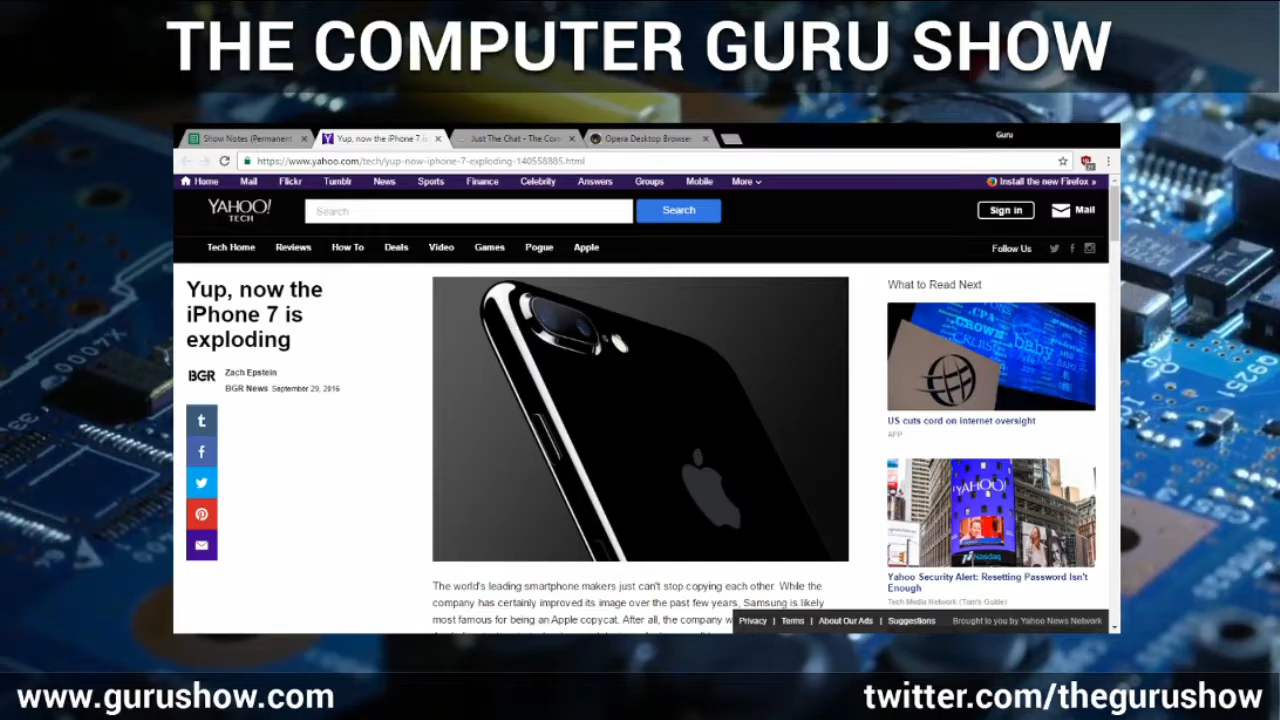 THE COMPUTER GURU SHOW
Show Notes (Permanent
Yup, now the iPhone 7 is
Just The Chat - The Com
Opera Desktop Browser
Guru
https://www.yahoo.com/tech/yup-now-iphone-7-exploding-140558885.html
Home Mail Flickr Tumblr News Sports Finance Celebrity Answers Groups Mobile More Install the new Firefox »
YAHOO!
TECH
Search
Search
Sign in
Mail
Tech Home Reviews How To Deals Video Games Pogue Apple
Follow Us
Yup, now the
iPhone 7 is
exploding
BGR
Zach Epstein
BGR News September 29, 2016
The world's leading smartphone makers just can't stop copying each other. While the
company has certainly improved its image over the past few years, Samsung is likely
most famous for being an Apple copycat. After all, the company w
What to Read Next
CPA
CROWN
baby
US cuts cord on internet oversight
AFP
YAHOO!
Nasdaq
Yahoo Security Alert: Resetting Password Isn't
Enough
Tech Media Network (Tom's Guide)
Privacy | Terms | About Our Ads | Suggestions Brought to you by Yahoo News Network
www.gurushow.com
twitter.com/thegurushow